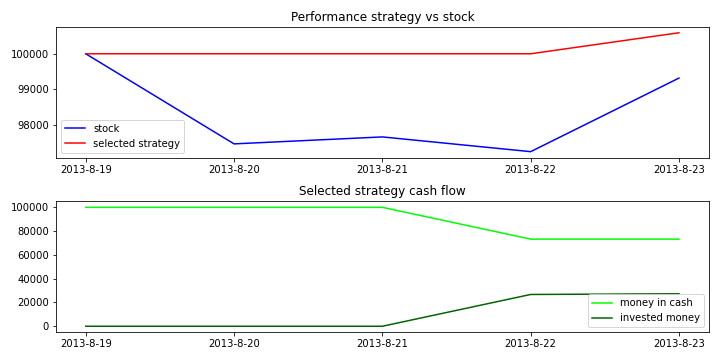 Performance strategy vs stock
100000
99000
98000
stock
selected strategy
2013-8-19 2013-8-20 2013-8-21 2013-8-22 2013-8-23
Selected strategy cash flow
100000
80000
60000
40000
20000
0
money in cash
invested money
2013-8-19 2013-8-20 2013-8-21 2013-8-22 2013-8-23